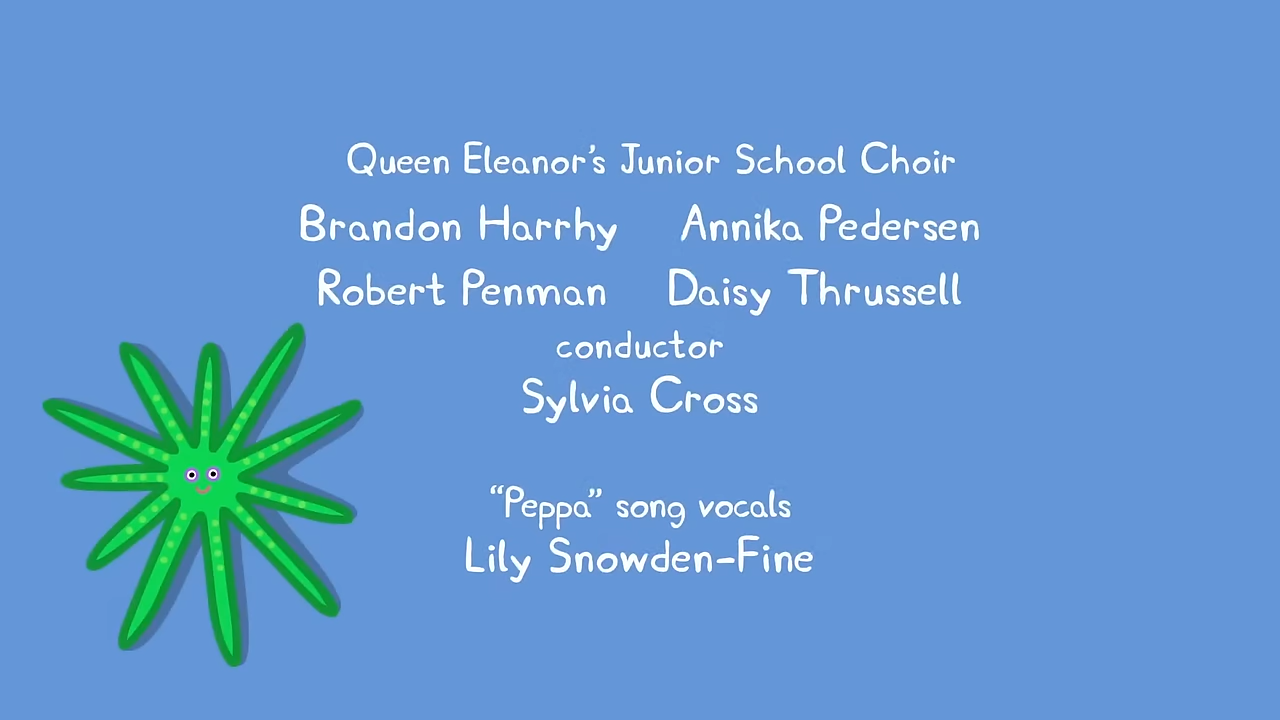 Queen Eleanor's Junior School Choir
Brandon Harrhy Annika Pedersen
Robert Penman Daisy Thrussell
conductor
Sylvia Cross
“Peppa” song vocals
Lily Snowden-Fine